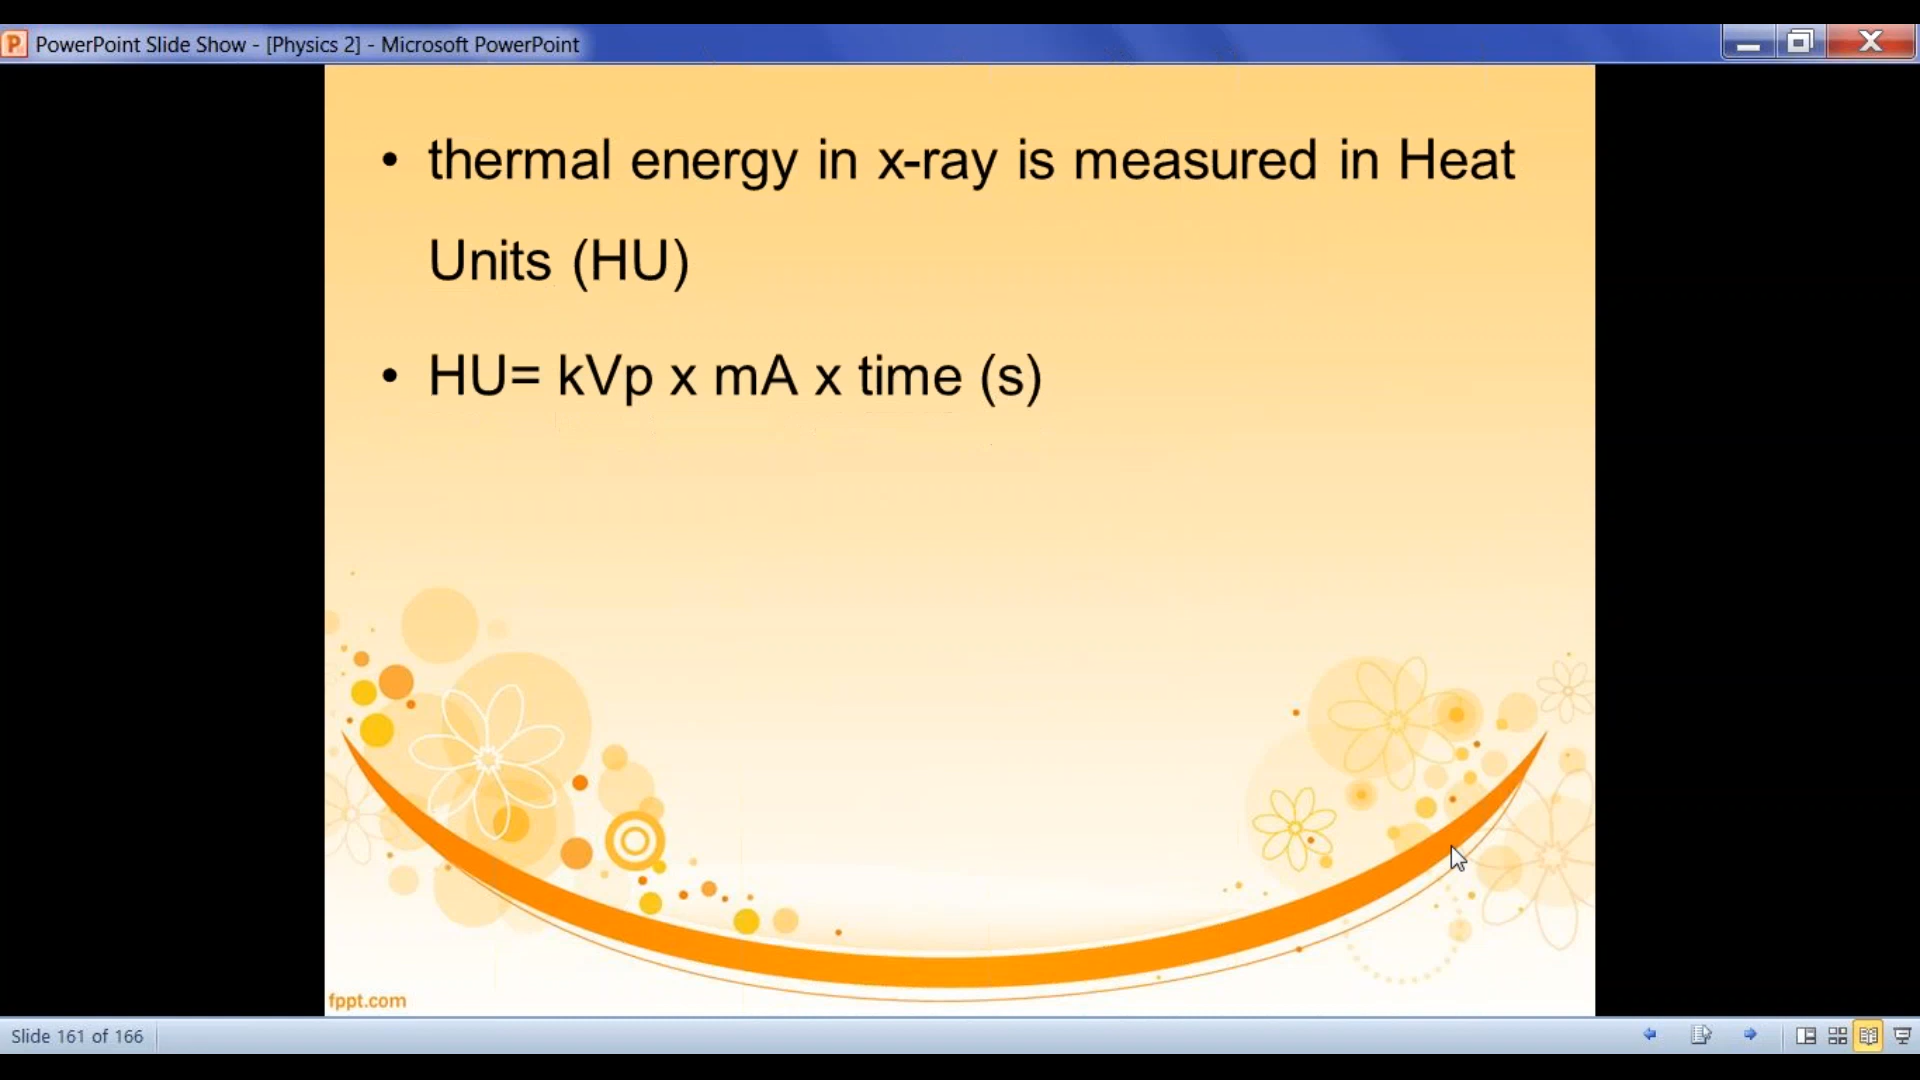 PowerPoint Slide Show - [Physics 2] - Microsoft PowerPoint
• thermal energy in x-ray is measured in Heat
Units (HU)
• HU= kVp x mA x time (s)
fppt.com
Slide 161 of 166